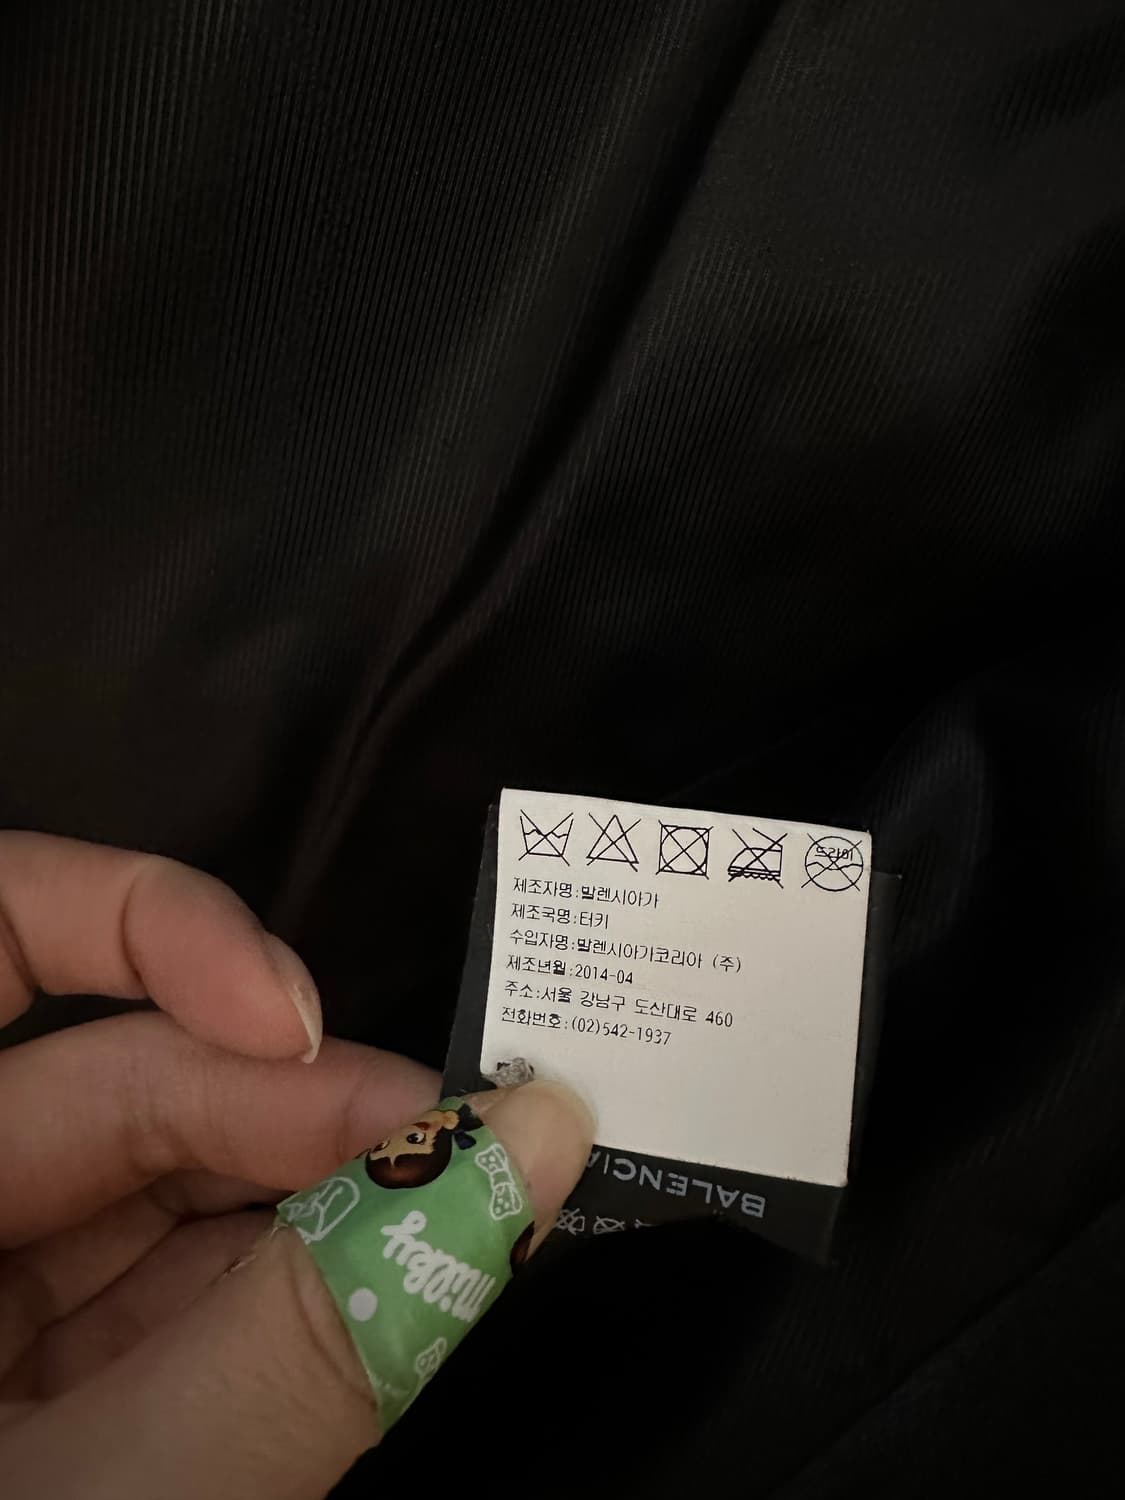 드라이
제조자명:발렌시아가
제조국명:터키
수입자명:발렌시아가코리아 (주)
제조년월:2014-04
주소:서울 강남구 도산대로 460
전화번호:(02)542-1937
BALENCIA
Milky